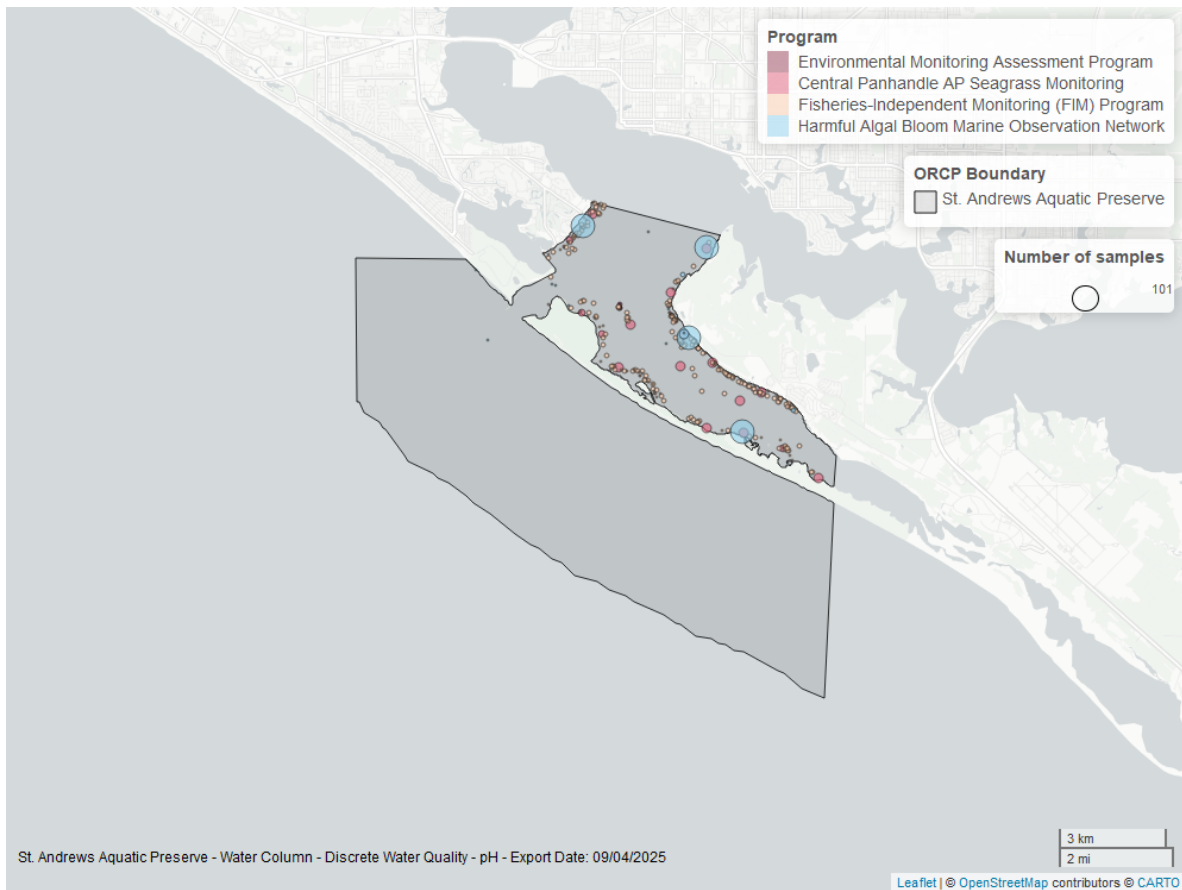 Program
Environmental Monitoring Assessment Program
Central Panhandle AP Seagrass Monitoring
Fisheries-Independent Monitoring (FIM) Program
Harmful Algal Bloom Marine Observation Network
ORCP Boundary
St. Andrews Aquatic Preserve
Number of samples
101
3 km
2 mi
St. Andrews Aquatic Preserve - Water Column - Discrete Water Quality - pH - Export Date: 09/04/2025
Leaflet | © OpenStreetMap contributors © CARTO